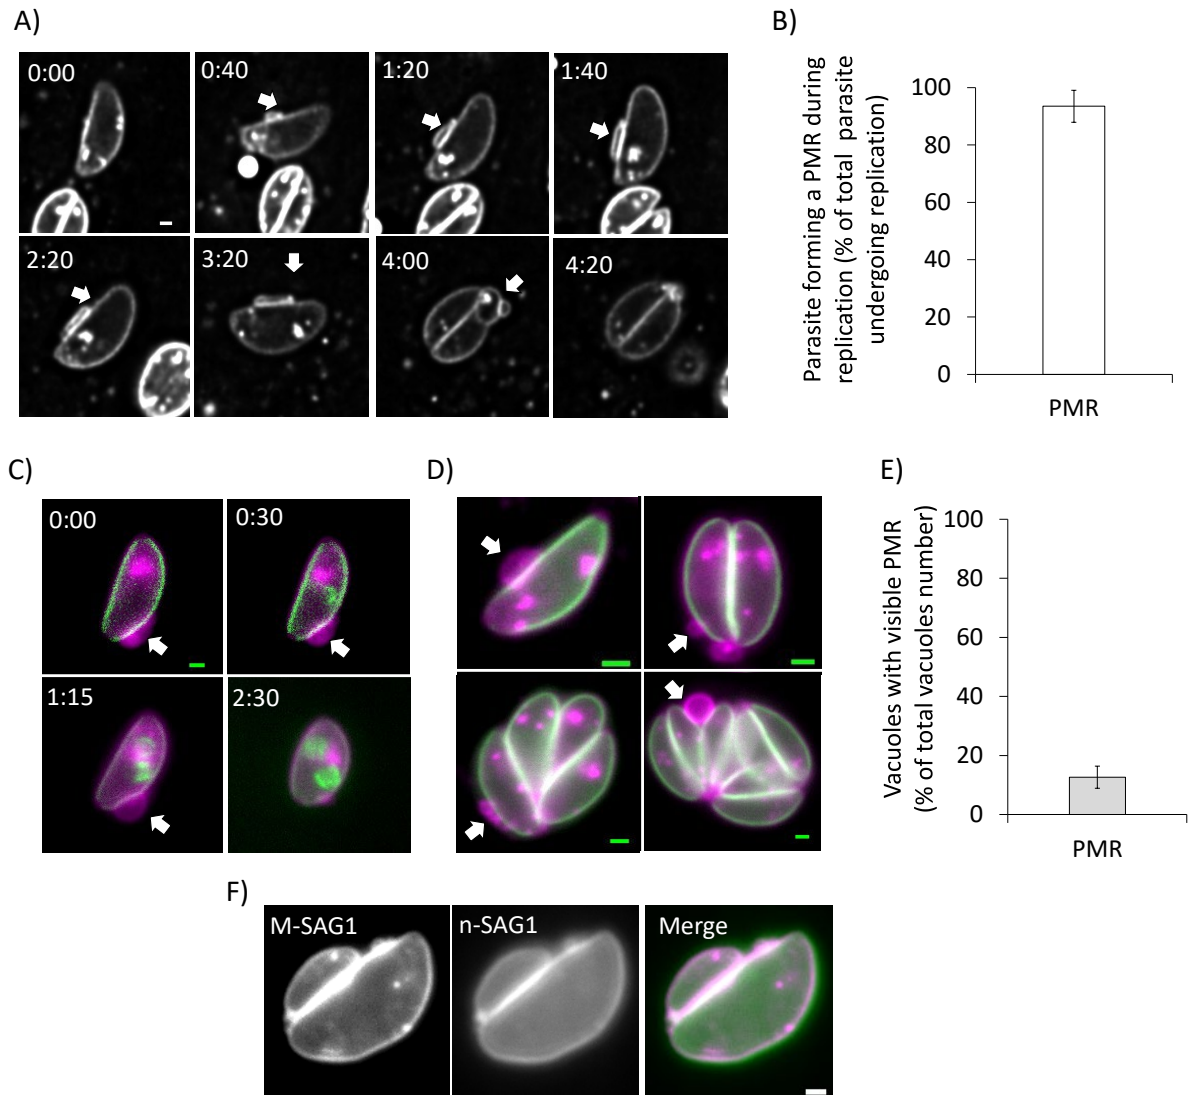 A)
0:00
0:40
1:20
1:40
2:20
3:20
4:00
4:20
B)
Parasite forming a PMR during
replication (% of total parasite
undergoing replication)
100
80
60
40
20
0
PMR
C)
0:00
0:30
1:15
2:30
D)
E)
Vacuoles with visible PMR
(% of total vacuoles number)
100
80
60
40
20
0
PMR
F)
M-SAG1
n-SAG1
Merge